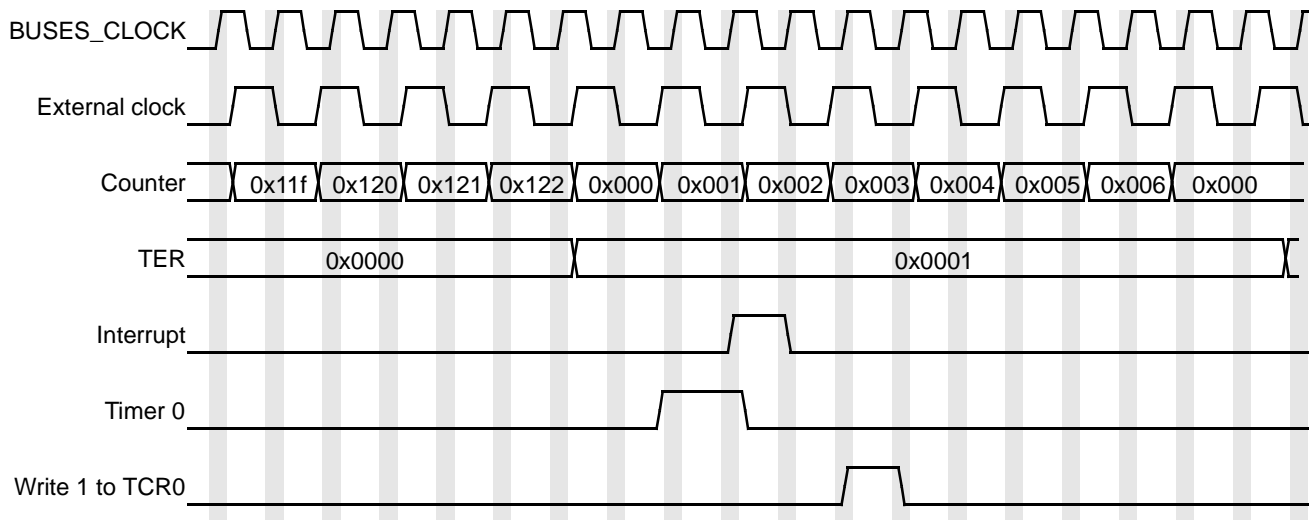 BUSES_CLOCK
External clock
Counter 0x11f 0x120 0x121 0x122 0x000 0x001 0x002 0x003 0x004 0x005 0x006 0x000
TER 0x0000 0x0001
Interrupt
Timer 0
Write 1 to TCR0